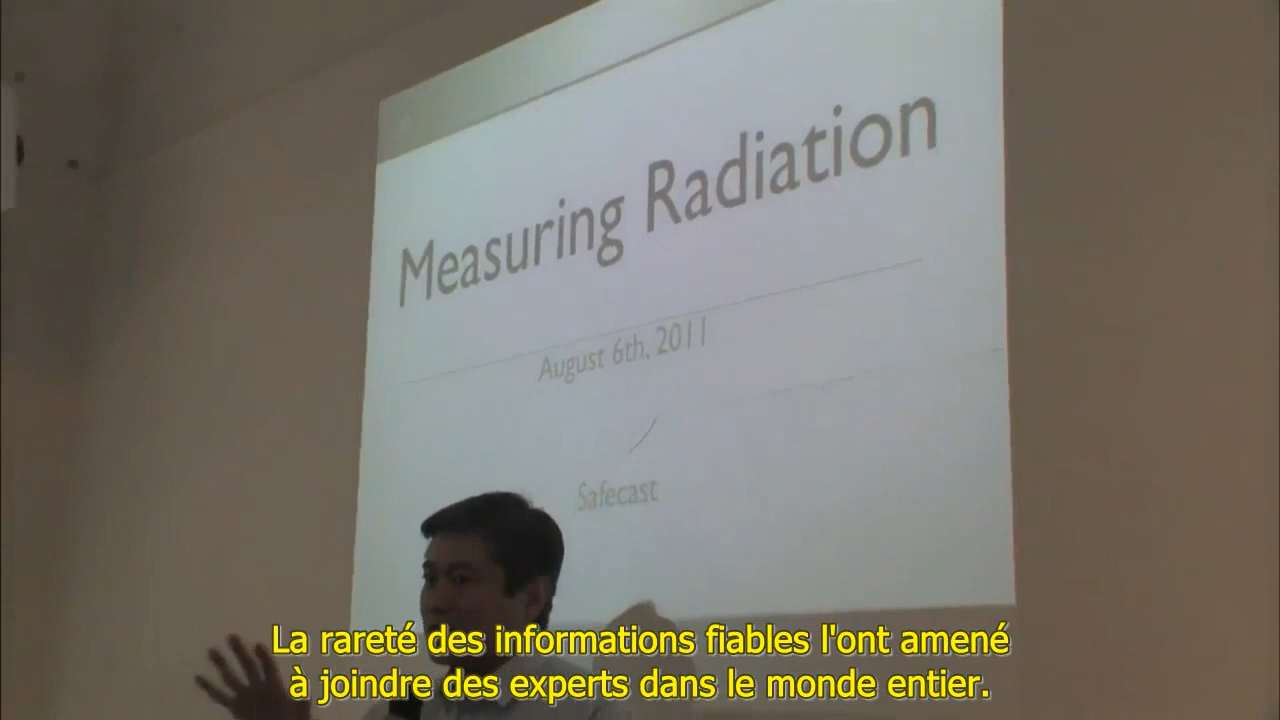 Measuring Radiation
August 6th, 2011
Safecast
La rareté des informations fiables l'ont amené
à joindre des experts dans le monde entier.